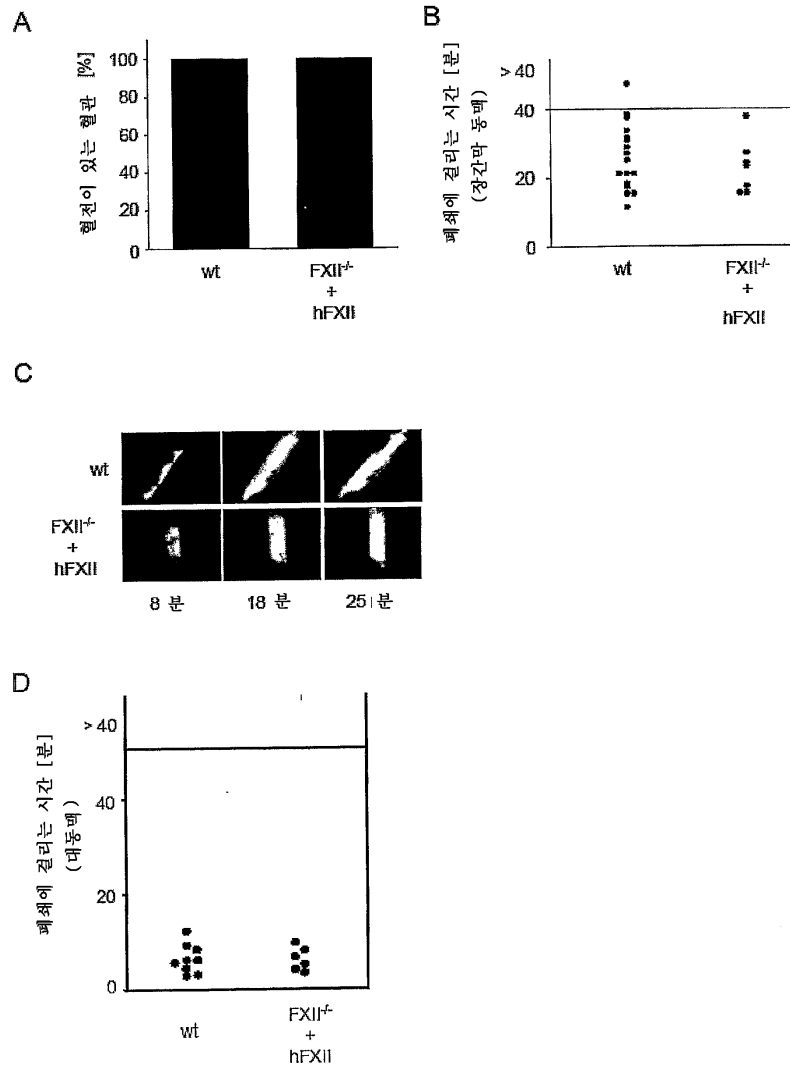 A
혈전이 있는 혈관 [%]
100
80
60
40
20
0
wt
FXII-/-
+
hFXII
B
폐쇄에 걸리는 시간 [분]
(장간막 동맥)
> 40
40
20
0
wt
FXII-/-
+
hFXII
C
wt
FXII-/-
+
hFXII
8 분
18 분
25 분
D
폐쇄에 걸리는 시간 [분]
(대동맥)
> 40
40
20
0
wt
FXII-/-
+
hFXII